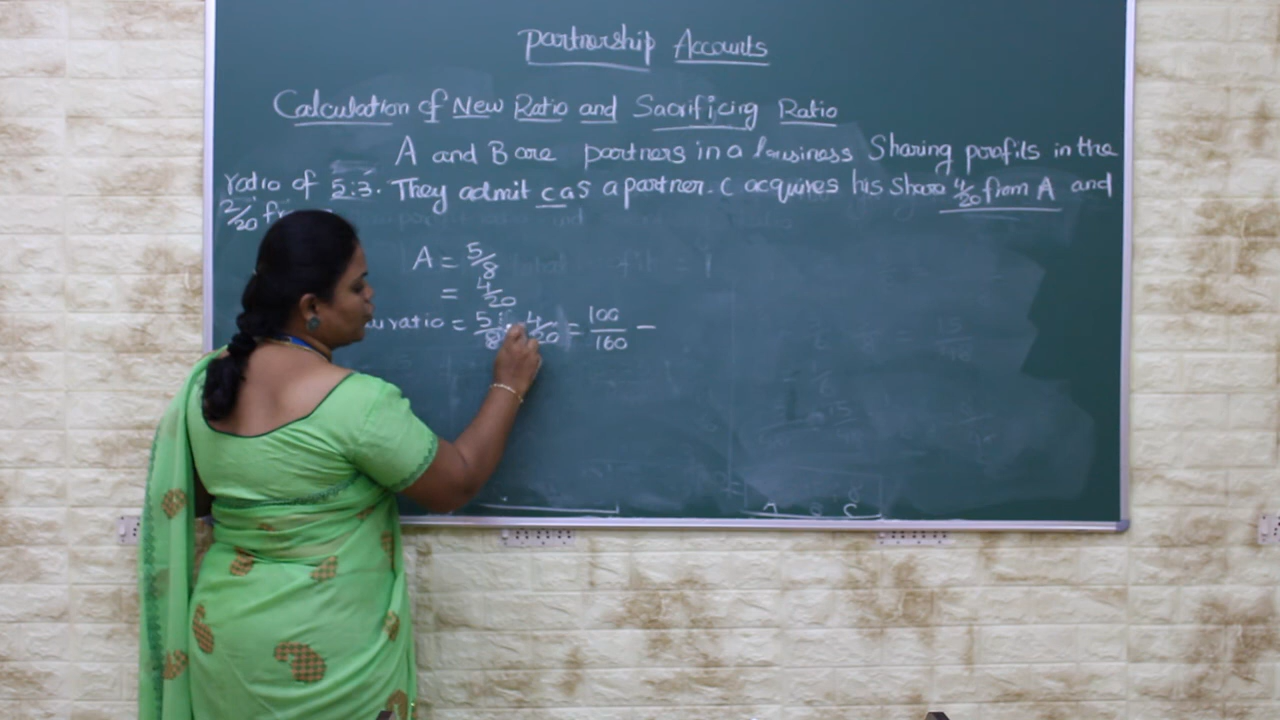 Partnership Accounts
Calculation of New Ratio and Sacrificing Ratio
A and B are partners in a business Sharing profits in the
ratio of 5:3. They admit C as a partner. C acquires his share 4/20 from A and
2/20
A = 5/8
= 4/20
ratio = 5/8 - 4/20 = 100/160 -